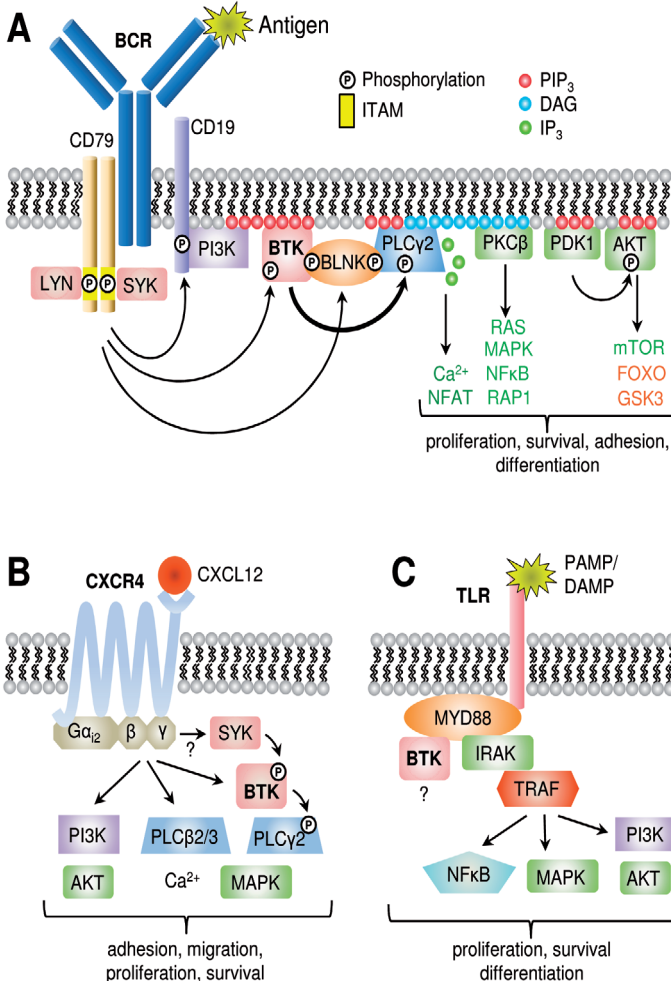 A
BCR
Antigen
P Phosphorylation
ITAM
PIP₃
DAG
IP₃
CD79
CD19
P
PI3K
BTK
P
P BLNK P
PLCγ2
P
PKCβ
PDK1
AKT
P
LYN
P
P
SYK
Ca²⁺
NFAT
RAS
MAPK
NFκB
RAP1
mTOR
FOXO
GSK3
proliferation, survival, adhesion,
differentiation
B
CXCR4
CXCL12
Gαi2
β
γ
?
SYK
P
BTK
P
PI3K
PLCβ2/3
PLCγ2
AKT
Ca²⁺
MAPK
adhesion, migration,
proliferation, survival
C
TLR
PAMP/
DAMP
MYD88
BTK
?
IRAK
TRAF
PI3K
NFκB
MAPK
AKT
proliferation, survival
differentiation